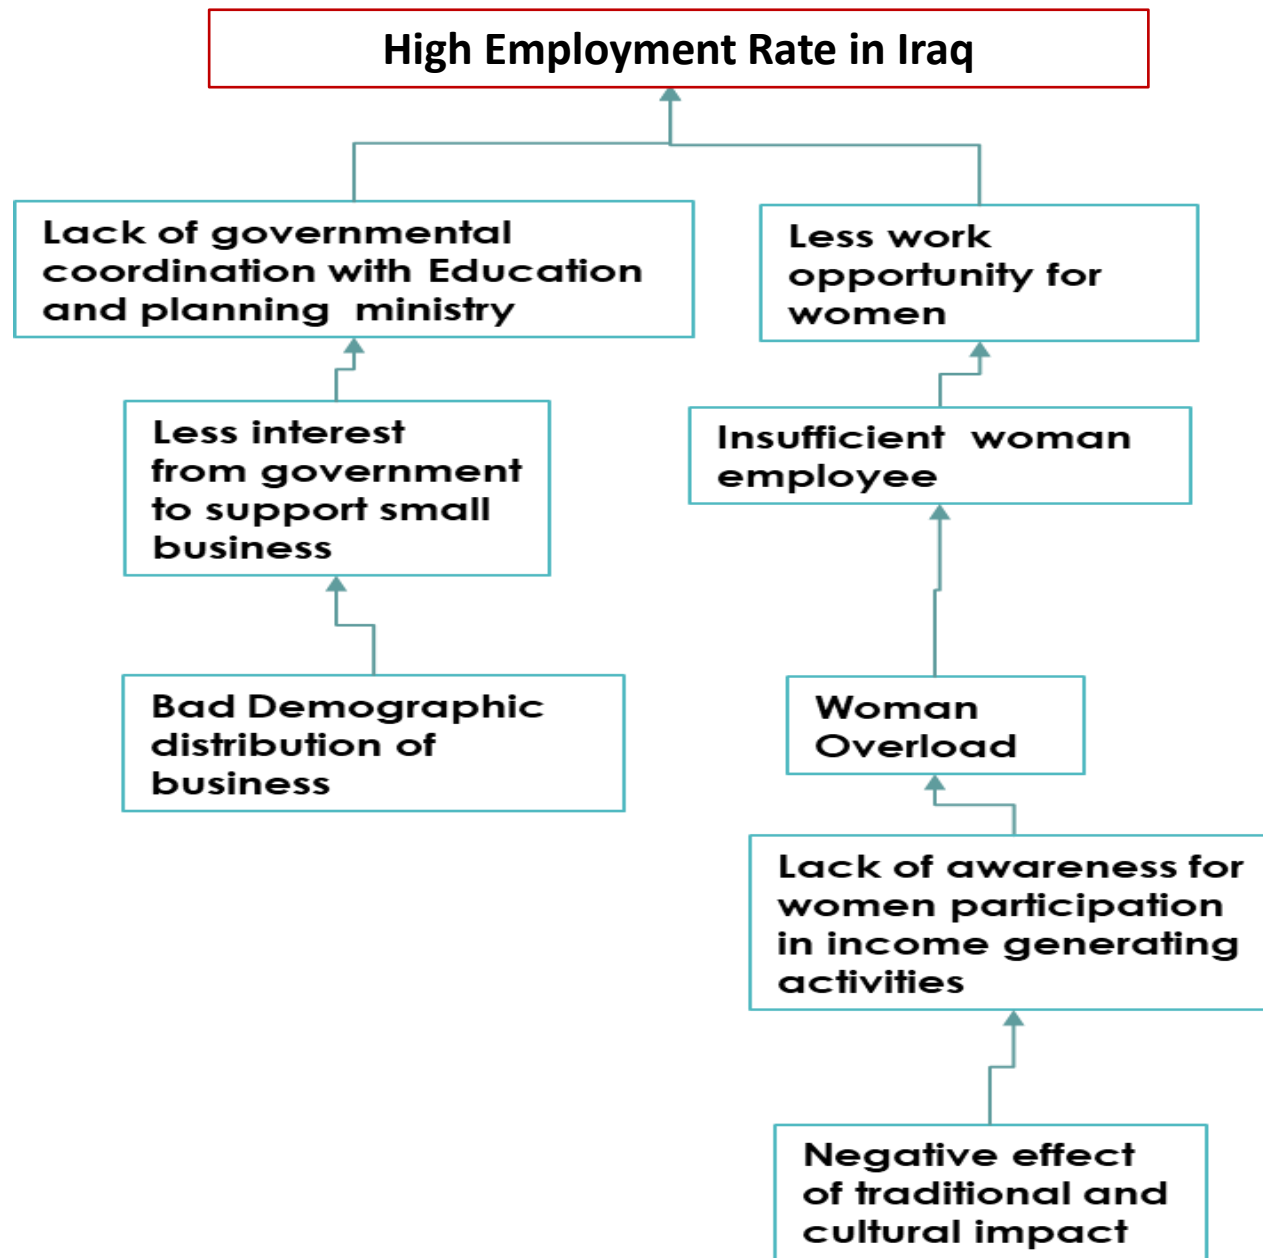 High Employment Rate in Iraq
Lack of governmental
coordination with Education
and planning ministry
Less work
opportunity for
women
Less interest
from government
to support small
business
Insufficient woman
employee
Bad Demographic
distribution of
business
Woman
Overload
Lack of awareness for
women participation
in income generating
activities
Negative effect
of traditional and
cultural impact